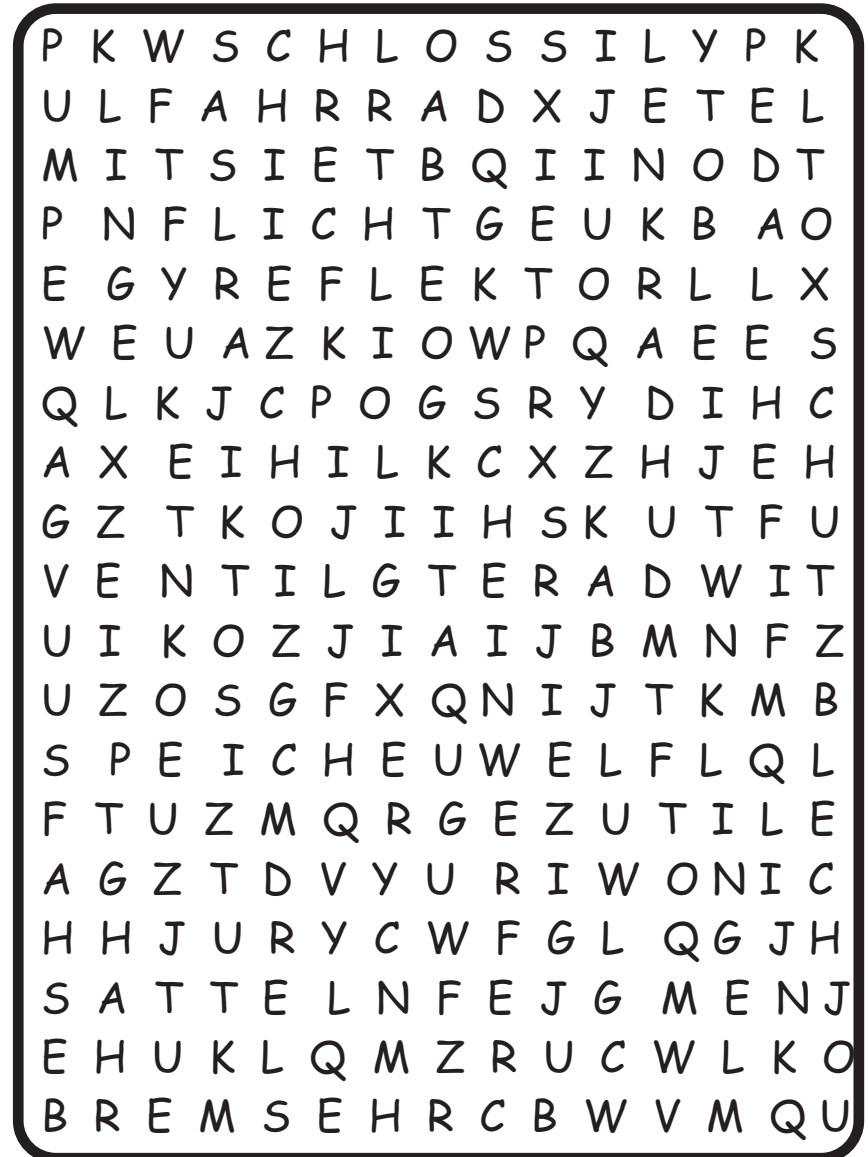 P K W S C H L O S S I L Y P K
U L F A H R R A D X J E T E L
M I T S I E T B Q I I N O D T
P N F L I C H T G E U K B A O
E G Y R E F L E K T O R L L X
W E U A Z K I O W P Q A E E S
Q L K J C P O G S R Y D I H C
A X E I H I L K C X Z H J E H
G Z T K O J I I H S K U T F U
V E N T I L G T E R A D W I T
U I K O Z J I A I J B M N F Z
U Z O S G F X Q N I J T K M B
S P E I C H E U W E L F L Q L
F T U Z M Q R G E Z U T I L E
A G Z T D V Y U R I W O N I C
H H J U R Y C W F G L Q G J H
S A T T E L N F E J G M E N J
E H U K L Q M Z R U C W L K O
B R E M S E H R C B W V M Q U